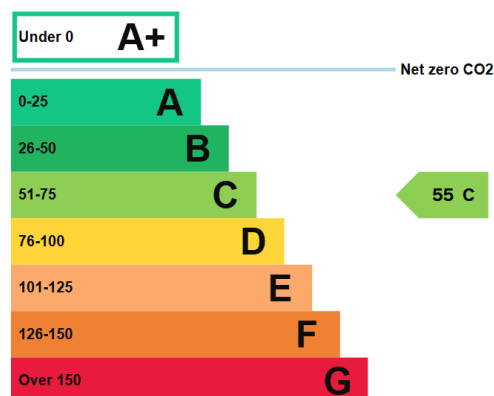 Under 0 A+
Net zero CO2
0-25 A
26-50 B
51-75 C 55 C
76-100 D
101-125 E
126-150 F
Over 150 G